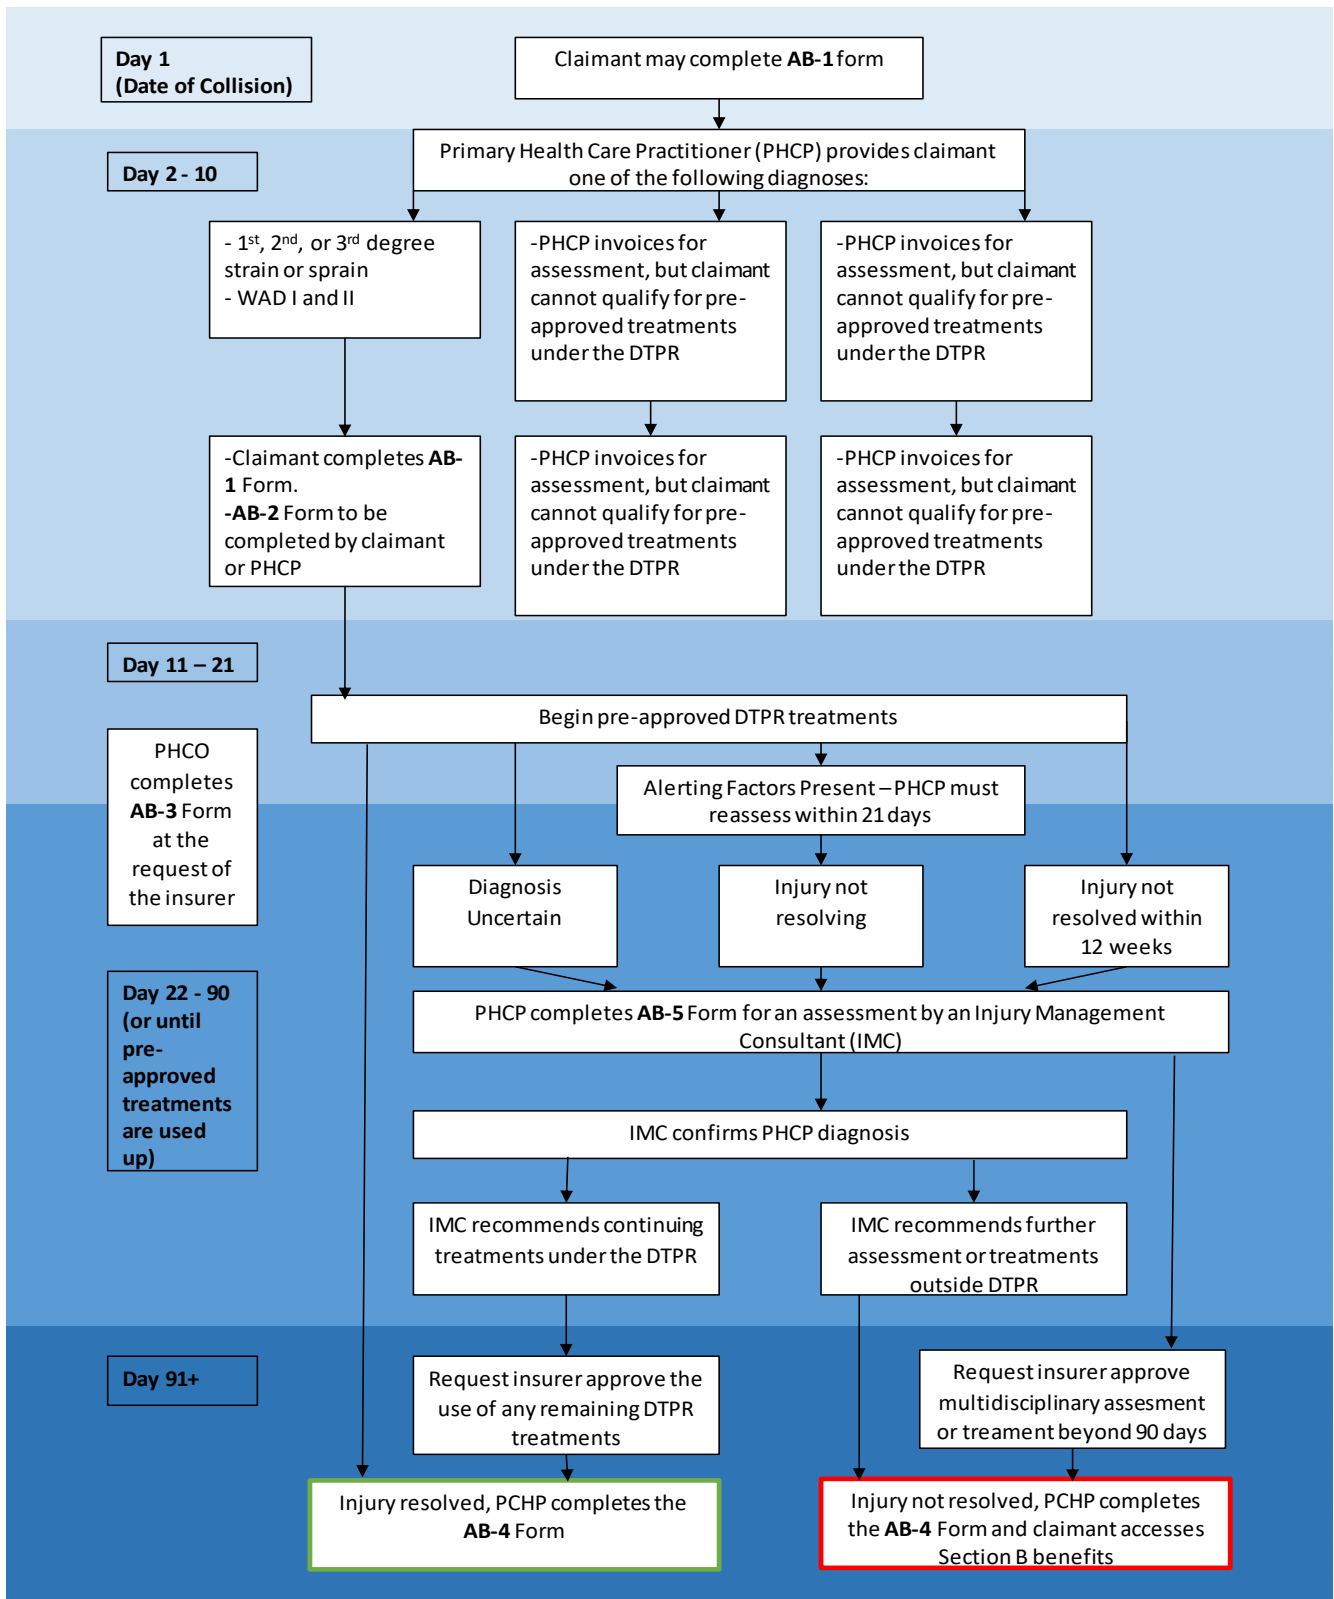 Day 1
(Date of Collision)
Claimant may complete AB-1 form
Day 2 - 10
Primary Health Care Practitioner (PHCP) provides claimant
one of the following diagnoses:
- 1st, 2nd, or 3rd degree
strain or sprain
- WAD I and II
-PHCP invoices for
assessment, but claimant
cannot qualify for pre-
approved treatments
under the DTPR
-PHCP invoices for
assessment, but claimant
cannot qualify for pre-
approved treatments
under the DTPR
-Claimant completes AB-
1 Form.
-AB-2 Form to be
completed by claimant
or PHCP
-PHCP invoices for
assessment, but claimant
cannot qualify for pre-
approved treatments
under the DTPR
-PHCP invoices for
assessment, but claimant
cannot qualify for pre-
approved treatments
under the DTPR
Day 11 – 21
Begin pre-approved DTPR treatments
PHCO
completes
AB-3 Form
at the
request of
the insurer
Alerting Factors Present – PHCP must
reassess within 21 days
Diagnosis
Uncertain
Injury not
resolving
Injury not
resolved within
12 weeks
Day 22 - 90
(or until
pre-
approved
treatments
are used
up)
PHCP completes AB-5 Form for an assessment by an Injury Management
Consultant (IMC)
IMC confirms PHCP diagnosis
IMC recommends continuing
treatments under the DTPR
IMC recommends further
assessment or treatments
outside DTPR
Day 91+
Request insurer approve the
use of any remaining DTPR
treatments
Request insurer approve
multidisciplinary assesment
or treament beyond 90 days
Injury resolved, PCHP completes the
AB-4 Form
Injury not resolved, PCHP completes
the AB-4 Form and claimant accesses
Section B benefits